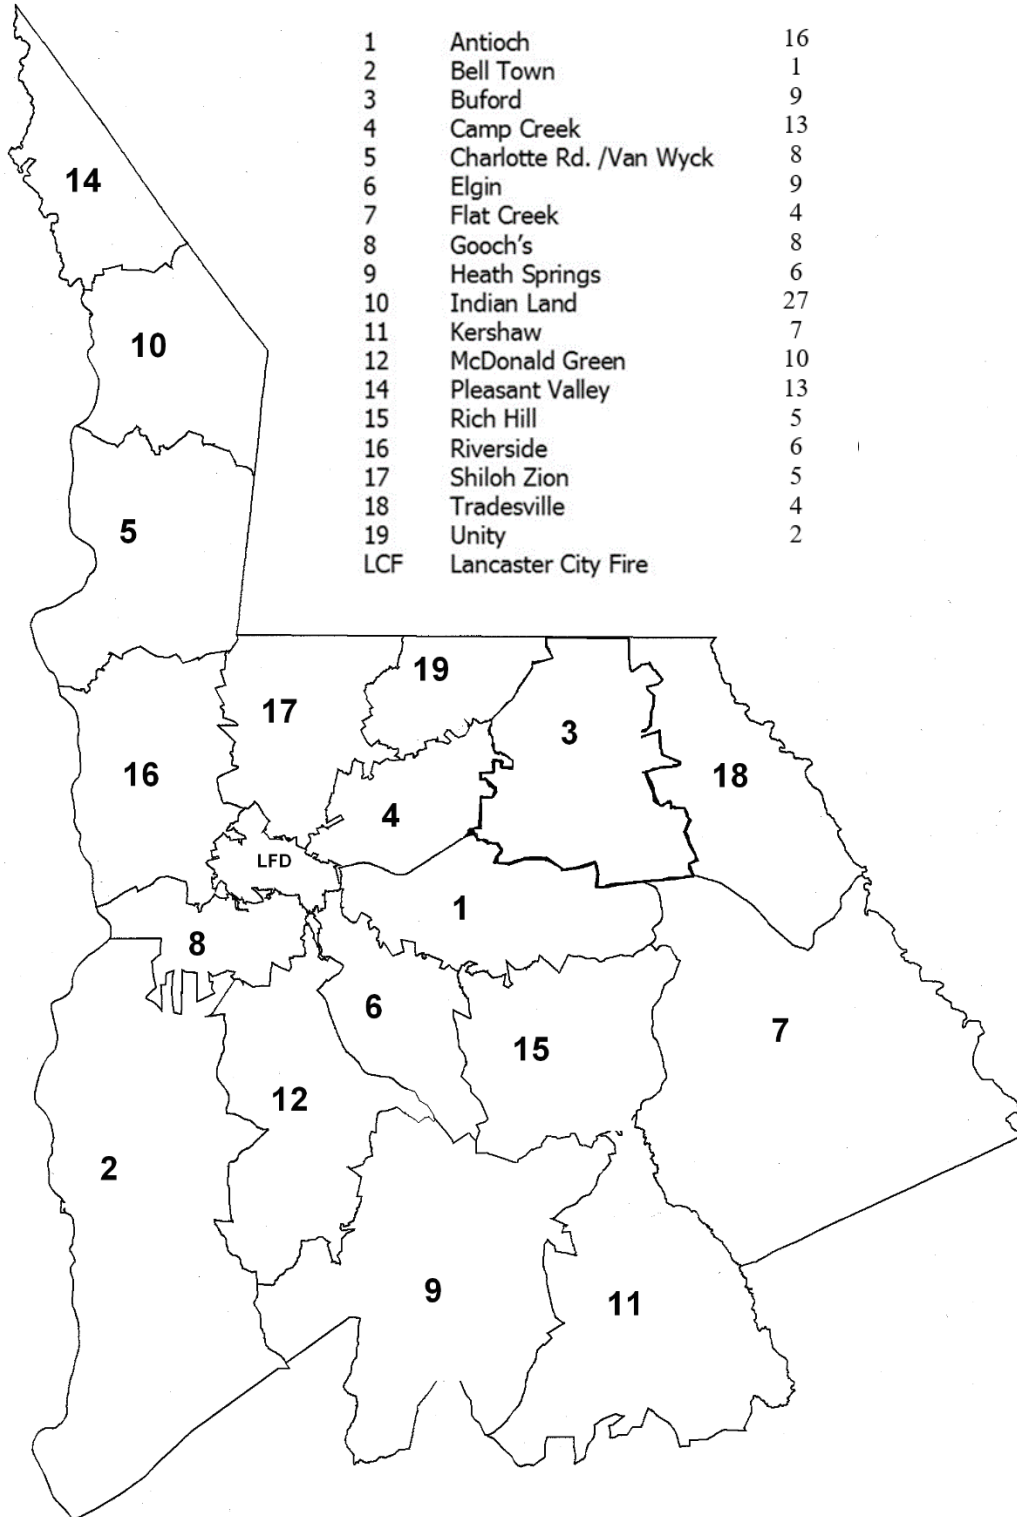 1 Antioch 16
2 Bell Town 1
3 Buford 9
4 Camp Creek 13
5 Charlotte Rd. /Van Wyck 8
6 Elgin 9
7 Flat Creek 4
8 Gooch's 8
9 Heath Springs 6
10 Indian Land 27
11 Kershaw 7
12 McDonald Green 10
14 Pleasant Valley 13
15 Rich Hill 5
16 Riverside 6
17 Shiloh Zion 5
18 Tradesville 4
19 Unity 2
LCF Lancaster City Fire
14
10
5
19
17
3
16
18
4
LFD
1
8
6
7
15
12
2
9
11